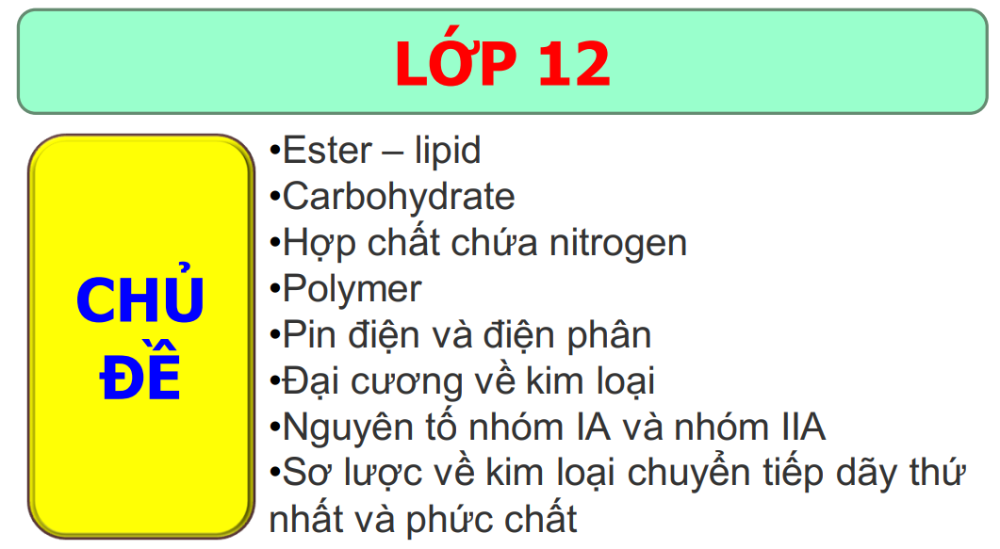 LỚP 12
CHỦ
ĐỀ
•Ester – lipid
•Carbohydrate
•Hợp chất chứa nitrogen
•Polymer
•Pin điện và điện phân
•Đại cương về kim loại
•Nguyên tố nhóm IA và nhóm IIA
•Sơ lược về kim loại chuyển tiếp dãy thứ
nhất và phức chất